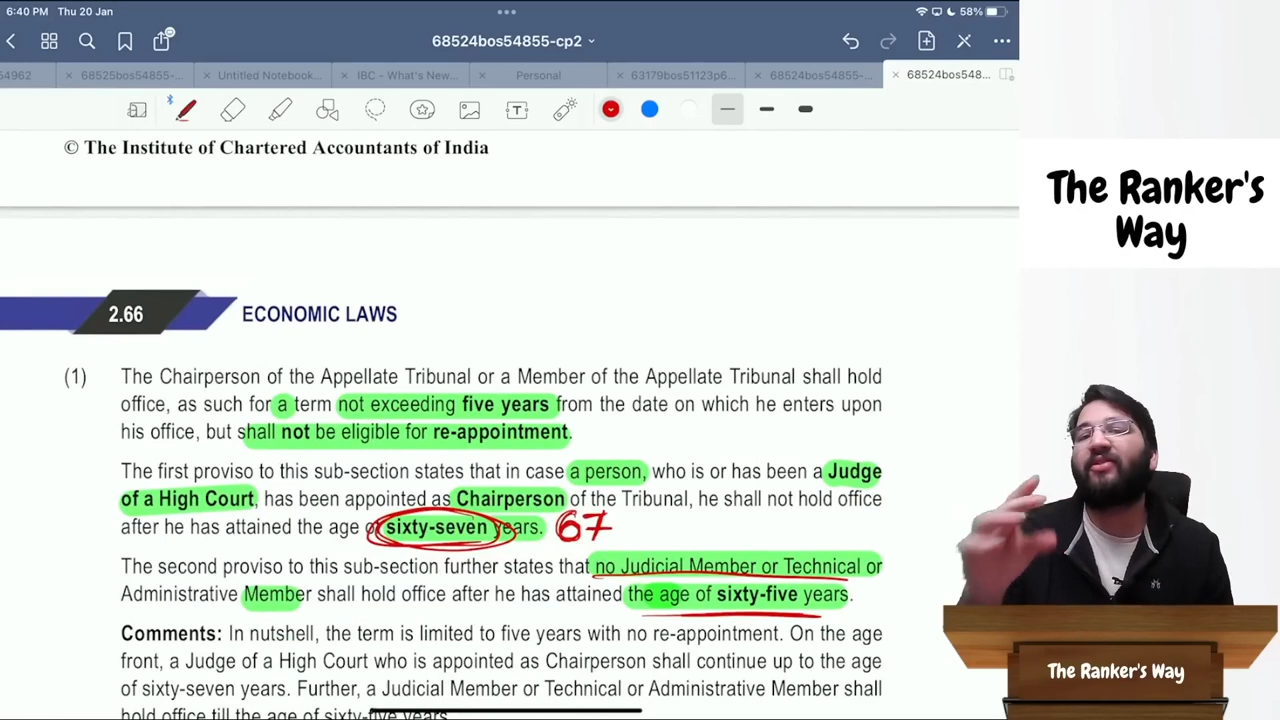 6:40 PM Thu 20 Jan
58%
68524bos54855-cp2
54962
68525bos54855-...
Untitled Notebook...
IBC - What's New...
Personal
63179bos51123p6...
68524bos54855-...
68524bos548...
© The Institute of Chartered Accountants of India
The Ranker's
Way
2.66
ECONOMIC LAWS
(1) The Chairperson of the Appellate Tribunal or a Member of the Appellate Tribunal shall hold
office, as such for a term not exceeding five years from the date on which he enters upon
his office, but shall not be eligible for re-appointment.
The first proviso to this sub-section states that in case a person, who is or has been a Judge
of a High Court, has been appointed as Chairperson of the Tribunal, he shall not hold office
after he has attained the age of sixty-seven years. 67
The second proviso to this sub-section further states that no Judicial Member or Technical or
Administrative Member shall hold office after he has attained the age of sixty-five years.
Comments: In nutshell, the term is limited to five years with no re-appointment. On the age
front, a Judge of a High Court who is appointed as Chairperson shall continue up to the age
of sixty-seven years. Further, a Judicial Member or Technical or Administrative Member shall
hold office till the age of sixty-five years
The Ranker's Way